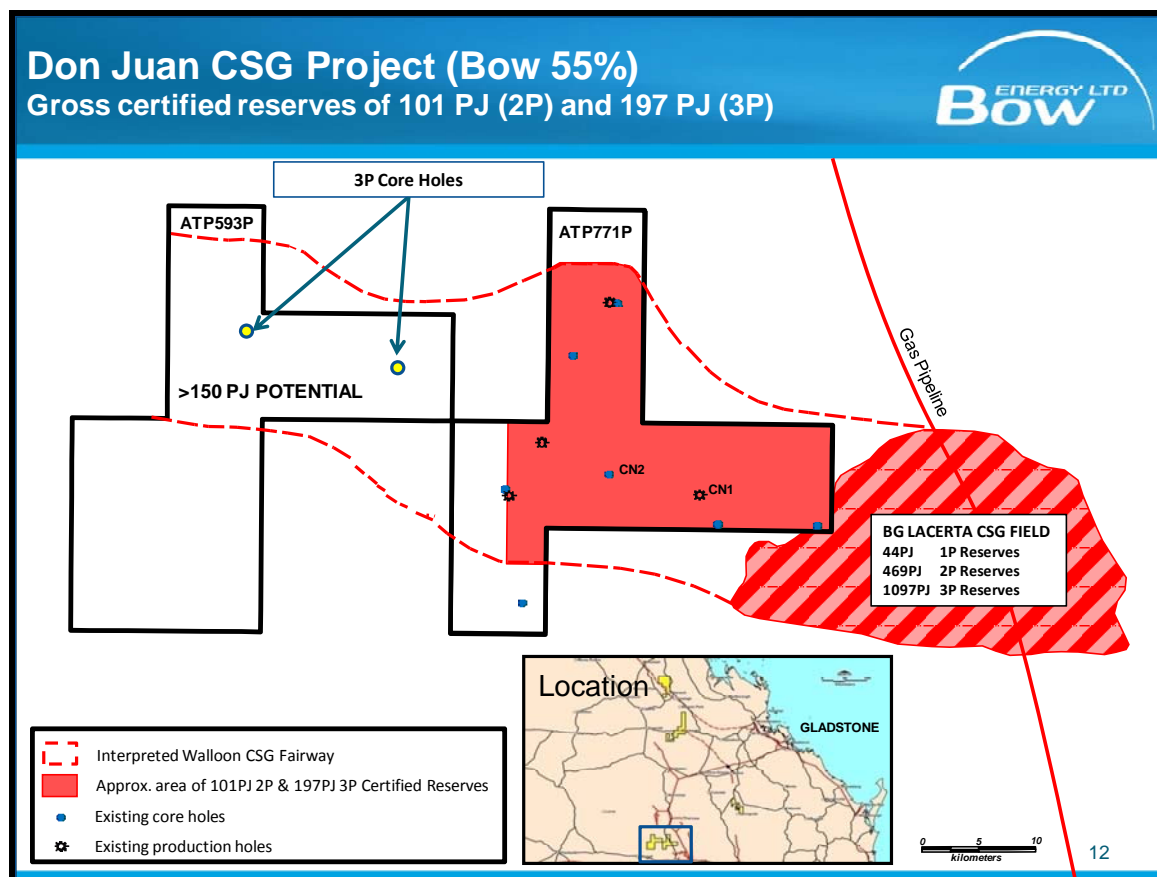 Don Juan CSG Project (Bow 55%)
Gross certified reserves of 101 PJ (2P) and 197 PJ (3P)
ENERGY LTD
BOW
3P Core Holes
ATP593P
ATP771P
>150 PJ POTENTIAL
Gas Pipeline
CN2
CN1
BG LACERTA CSG FIELD
44PJ 1P Reserves
469PJ 2P Reserves
1097PJ 3P Reserves
Location
GLADSTONE
Interpreted Walloon CSG Fairway
Approx. area of 101PJ 2P & 197PJ 3P Certified Reserves
Existing core holes
Existing production holes
0 5 10
kilometers
12